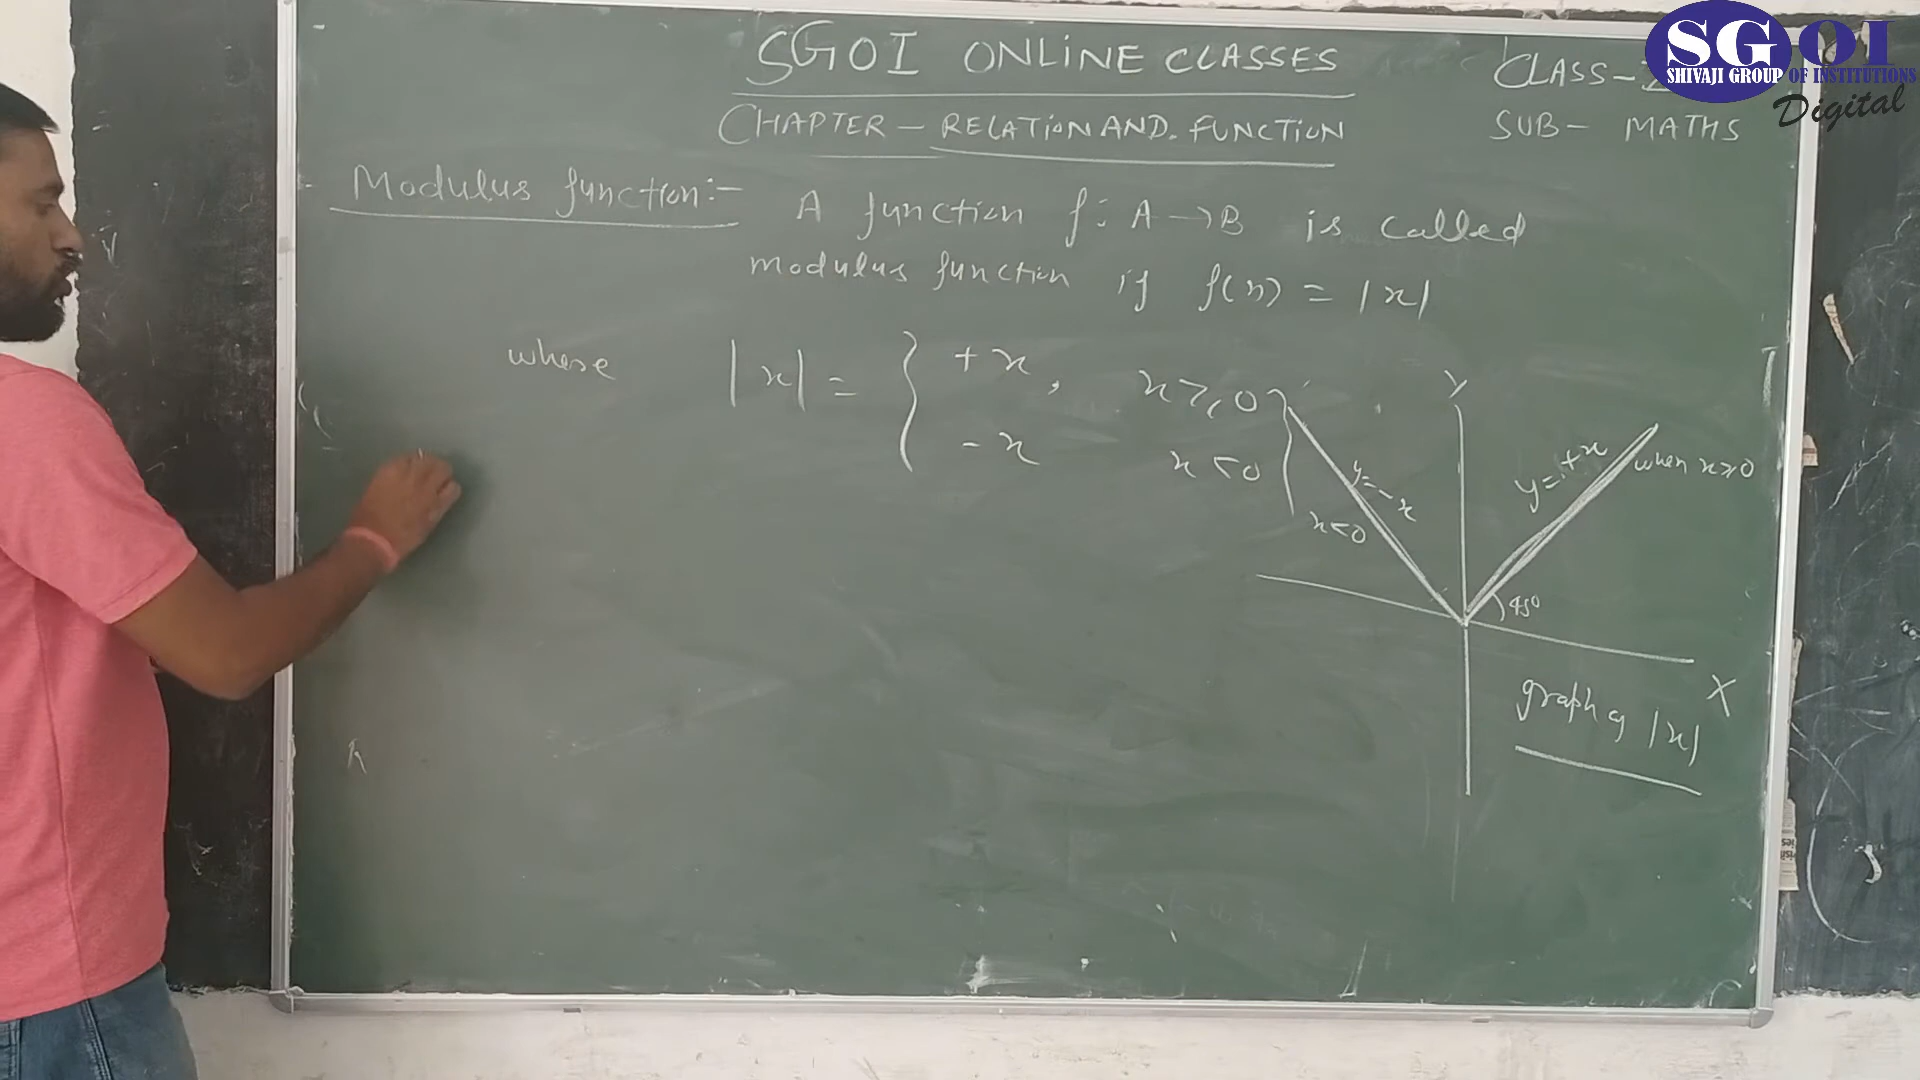 SGOI ONLINE CLASSES
CLASS -
SGOI
SHIVAJI GROUP OF INSTITUTIONS
Digital
CHAPTER - RELATION AND FUNCTION
SUB - MATHS
Modulus function :- A function f : A → B is called
modulus function if f(x) = |x|
where |x| = { +x, x ≥ 0
-x x < 0
Y
y = -x
x < 0
y = +x
when x ≥ 0
45°
X
graph of |x|